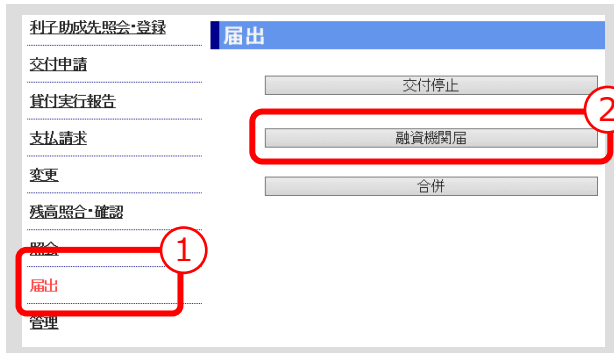 利子助成先照会・登録
交付申請
貸付実行報告
支払請求
変更
残高照合・確認
照会
1
届出
管理
届出
交付停止
2
融資機関届
合併